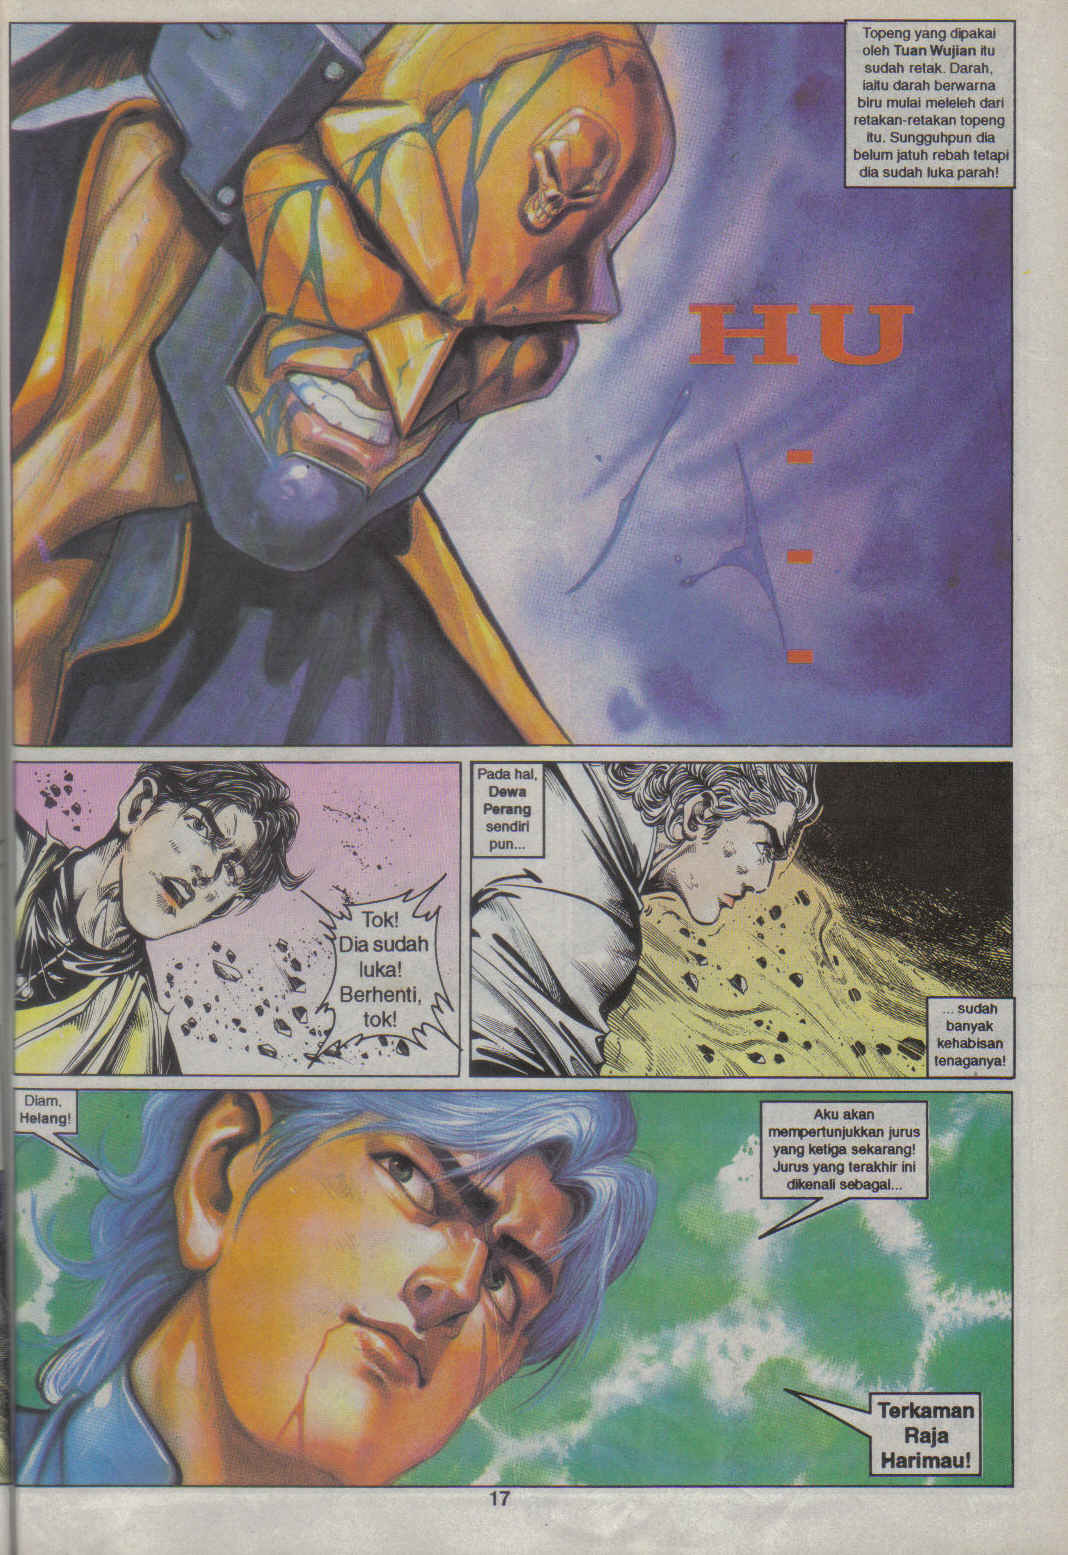 Topeng yang dipakai
oleh Tuan Wujian itu
sudah retak. Darah,
iaitu darah berwarna
biru mulai meleleh dari
retakan-retakan topeng
itu. Sungguhpun dia
belum jatuh rebah tetapi
dia sudah luka parah!
HU
-
-
-
Tok!
Dia sudah
luka!
Berhenti,
tok!
Pada hal,
Dewa
Perang
sendiri
pun...
... sudah
banyak
kehabisan
tenaganya!
Diam,
Helang!
Aku akan
mempertunjukkan jurus
yang ketiga sekarang!
Jurus yang terakhir ini
dikenali sebagai...
Terkaman
Raja
Harimau!
17